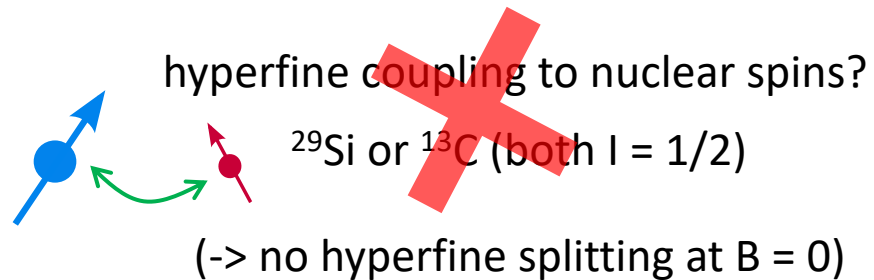 hyperfine coupling to nuclear spins?
²⁹Si or ¹³C (both I = 1/2)
(-> no hyperfine splitting at B = 0)